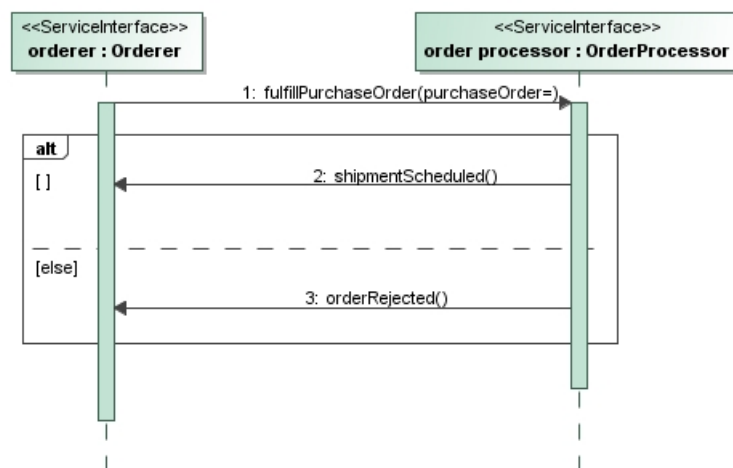 <<ServiceInterface>>
orderer : Orderer
<<ServiceInterface>>
order processor : OrderProcessor
1: fulfillPurchaseOrder(purchaseOrder=)
alt
[ ]
2: shipmentScheduled()
[else]
3: orderRejected()